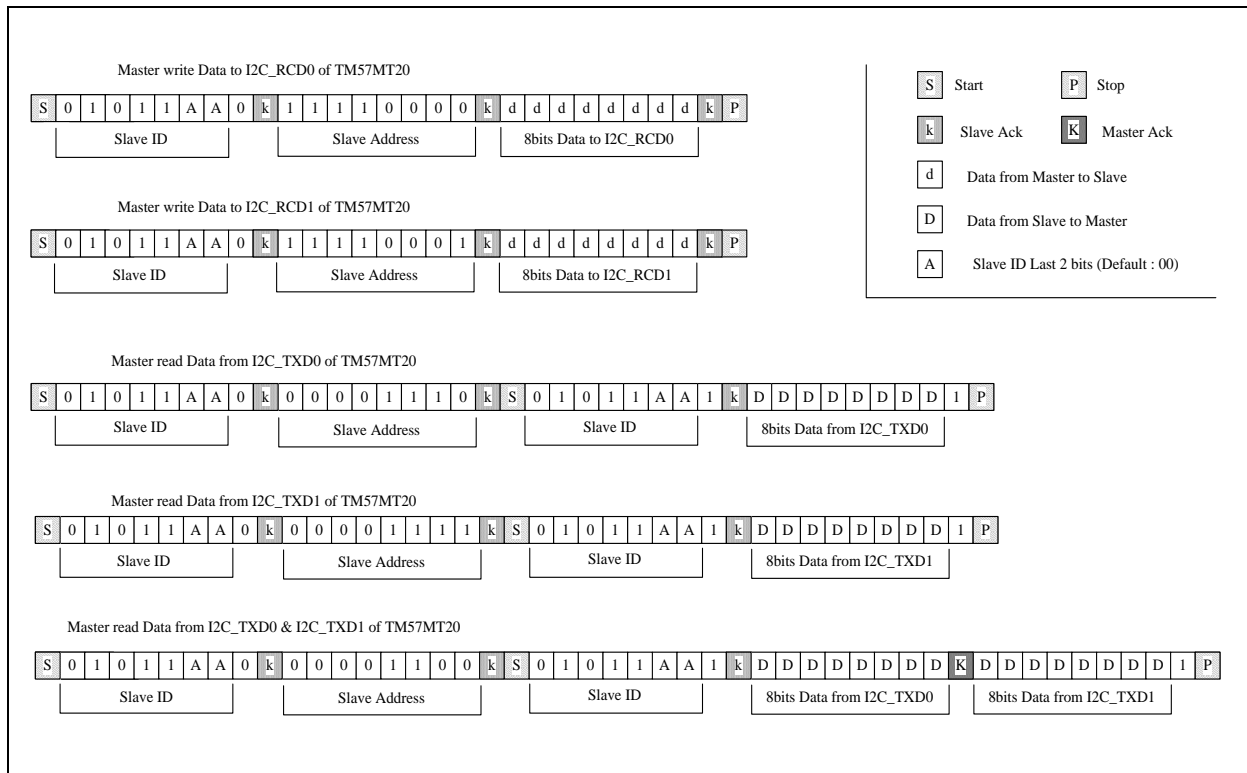 Master write Data to I2C_RCD0 of TM57MT20
S 0 1 0 1 1 A A 0 k 1 1 1 1 0 0 0 0 k d d d d d d d d k P
Slave ID Slave Address 8bits Data to I2C_RCD0
Master write Data to I2C_RCD1 of TM57MT20
S 0 1 0 1 1 A A 0 k 1 1 1 1 0 0 0 1 k d d d d d d d d k P
Slave ID Slave Address 8bits Data to I2C_RCD1
S Start P Stop
k Slave Ack K Master Ack
d Data from Master to Slave
D Data from Slave to Master
A Slave ID Last 2 bits (Default : 00)
Master read Data from I2C_TXD0 of TM57MT20
S 0 1 0 1 1 A A 0 k 0 0 0 0 1 1 1 0 k S 0 1 0 1 1 A A 1 k D D D D D D D D 1 P
Slave ID Slave Address Slave ID 8bits Data from I2C_TXD0
Master read Data from I2C_TXD1 of TM57MT20
S 0 1 0 1 1 A A 0 k 0 0 0 0 1 1 1 1 k S 0 1 0 1 1 A A 1 k D D D D D D D D 1 P
Slave ID Slave Address Slave ID 8bits Data from I2C_TXD1
Master read Data from I2C_TXD0 & I2C_TXD1 of TM57MT20
S 0 1 0 1 1 A A 0 k 0 0 0 0 1 1 0 0 k S 0 1 0 1 1 A A 1 k D D D D D D D D K D D D D D D D D 1 P
Slave ID Slave Address Slave ID 8bits Data from I2C_TXD0 8bits Data from I2C_TXD1